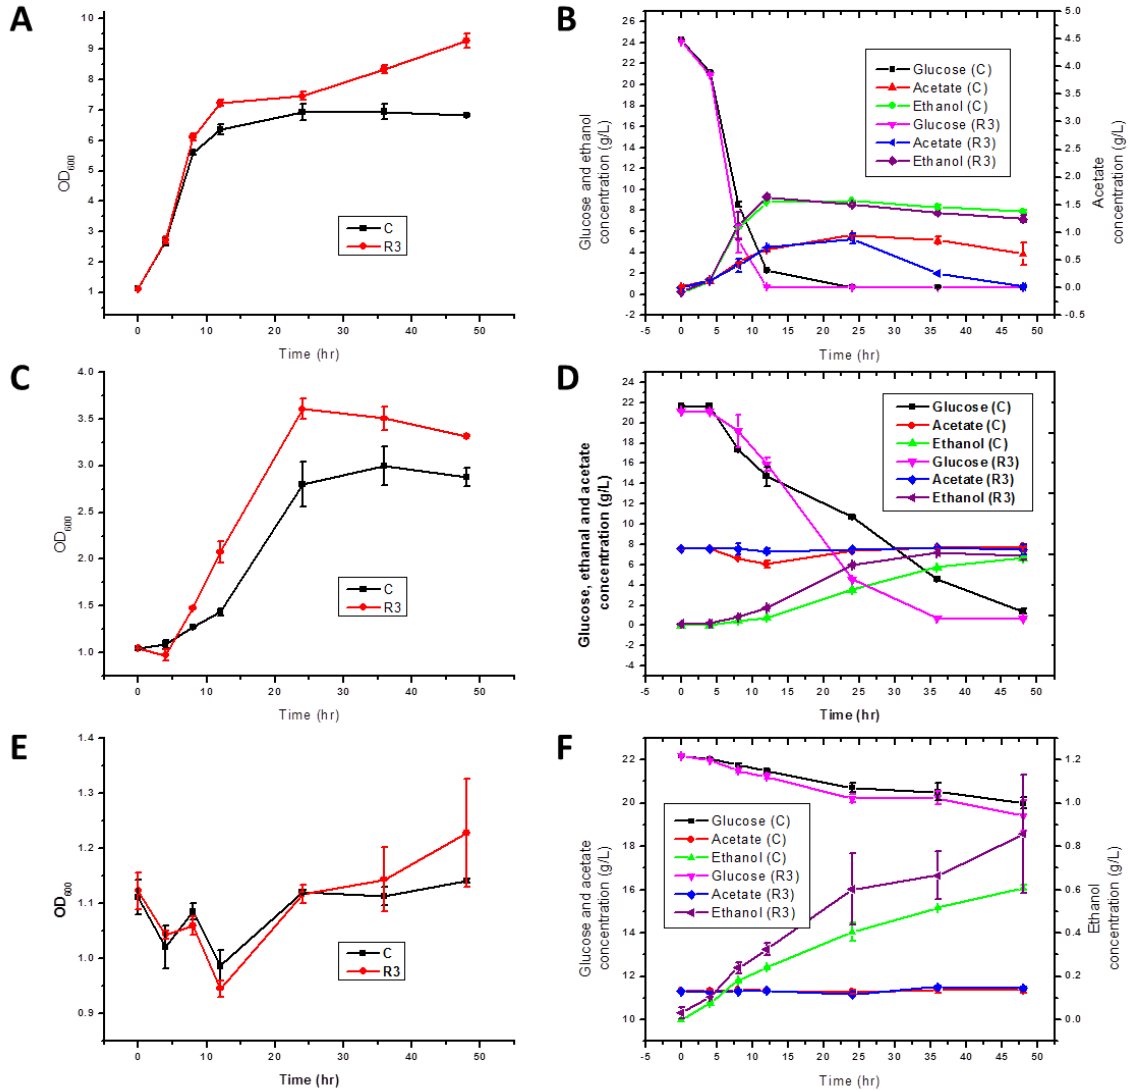 A
10
9
8
7
6
5
4
3
2
1
OD600
C
R3
0
10
20
30
40
50
Time (hr)
B
26
24
22
20
18
16
14
12
10
8
6
4
2
0
-2
Glucose and ethanol
concentration (g/L)
Glucose (C)
Acetate (C)
Ethanol (C)
Glucose (R3)
Acetate (R3)
Ethanol (R3)
5.0
4.5
4.0
3.5
3.0
2.5
2.0
1.5
1.0
0.5
0.0
-0.5
Acetate
concentration (g/L)
-5
0
5
10
15
20
25
30
35
40
45
50
Time (hr)
C
4.0
3.5
3.0
2.5
2.0
1.5
1.0
OD600
C
R3
0
10
20
30
40
50
Time (hr)
D
24
22
20
18
16
14
12
10
8
6
4
2
0
-2
-4
Glucose, ethanal and acetate
concentration (g/L)
Glucose (C)
Acetate (C)
Ethanol (C)
Glucose (R3)
Acetate (R3)
Ethanol (R3)
-5
0
5
10
15
20
25
30
35
40
45
50
Time (hr)
E
1.4
1.3
1.2
1.1
1.0
0.9
OD600
C
R3
0
10
20
30
40
50
Time (hr)
F
22
20
18
16
14
12
10
Glucose and acetate
concentration (g/L)
Glucose (C)
Acetate (C)
Ethanol (C)
Glucose (R3)
Acetate (R3)
Ethanol (R3)
1.2
1.0
0.8
0.6
0.4
0.2
0.0
Ethanol
concentration (g/L)
-5
0
5
10
15
20
25
30
35
40
45
50
Time (hr)